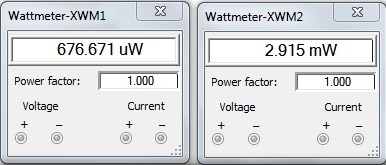 Wattmeter-XWM1
676.671 uW
Power factor: 1.000
Voltage Current
+ − + −
Wattmeter-XWM2
2.915 mW
Power factor: 1.000
Voltage Current
+ − + −